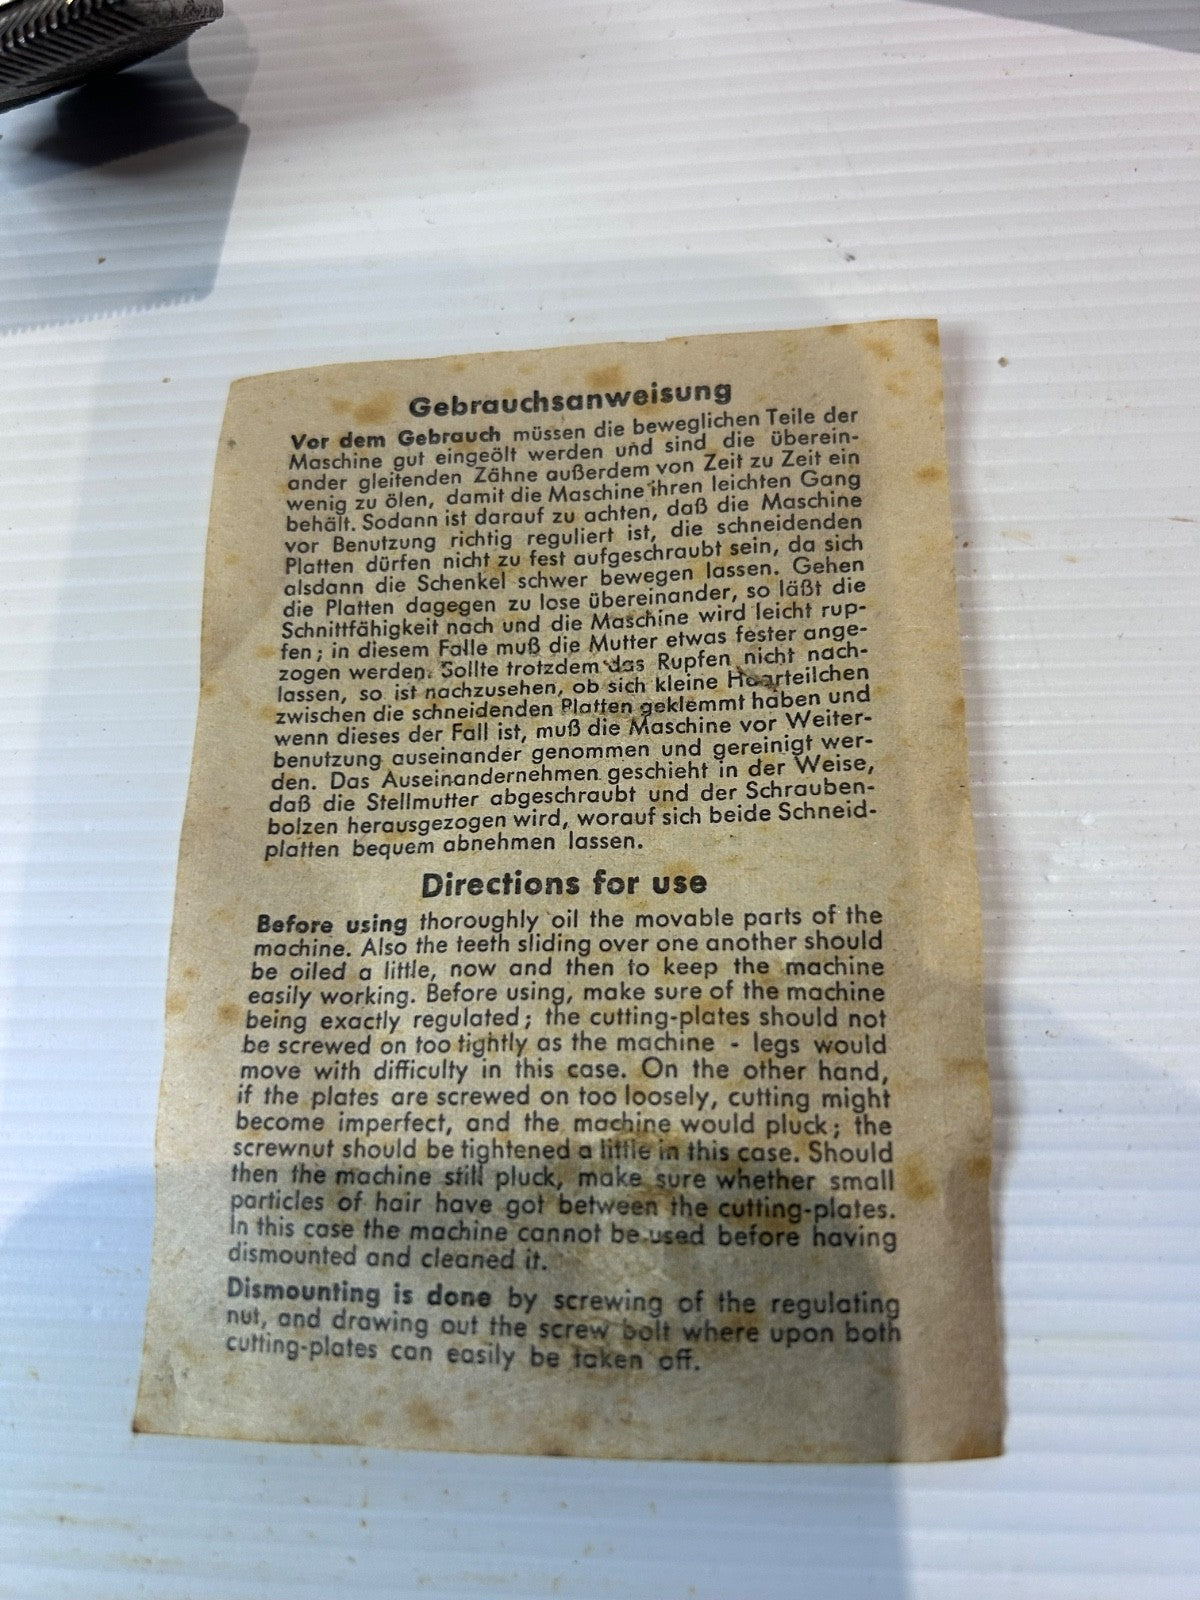 Gebrauchsanweisung
Vor dem Gebrauch müssen die beweglichen Teile der
Maschine gut eingeölt werden und sind die überein-
ander gleitenden Zähne außerdem von Zeit zu Zeit ein
wenig zu ölen, damit die Maschine ihren leichten Gang
behält. Sodann ist darauf zu achten, daß die Maschine
vor Benutzung richtig reguliert ist, die schneidenden
Platten dürfen nicht zu fest aufgeschraubt sein, da sich
alsdann die Schenkel schwer bewegen lassen. Gehen
die Platten dagegen zu lose übereinander, so läßt die
Schnittfähigkeit nach und die Maschine wird leicht rup-
fen; in diesem Falle muß die Mutter etwas fester ange-
zogen werden. Sollte trotzdem das Rupfen nicht nach-
lassen, so ist nachzusehen, ob sich kleine Haarteilchen
zwischen die schneidenden Platten geklemmt haben und
wenn dieses der Fall ist, muß die Maschine vor Weiter-
benutzung auseinander genommen und gereinigt wer-
den. Das Auseinandernehmen geschieht in der Weise,
daß die Stellmutter abgeschraubt und der Schrauben-
bolzen herausgezogen wird, worauf sich beide Schneid-
platten bequem abnehmen lassen.
Directions for use
Before using thoroughly oil the movable parts of the
machine. Also the teeth sliding over one another should
be oiled a little, now and then to keep the machine
easily working. Before using, make sure of the machine
being exactly regulated; the cutting-plates should not
be screwed on too tightly as the machine - legs would
move with difficulty in this case. On the other hand,
if the plates are screwed on too loosely, cutting might
become imperfect, and the machine would pluck; the
screwnut should be tightened a little in this case. Should
then the machine still pluck, make sure whether small
particles of hair have got between the cutting-plates.
In this case the machine cannot be used before having
dismounted and cleaned it.
Dismounting is done by screwing of the regulating
nut, and drawing out the screw bolt where upon both
cutting-plates can easily be taken off.